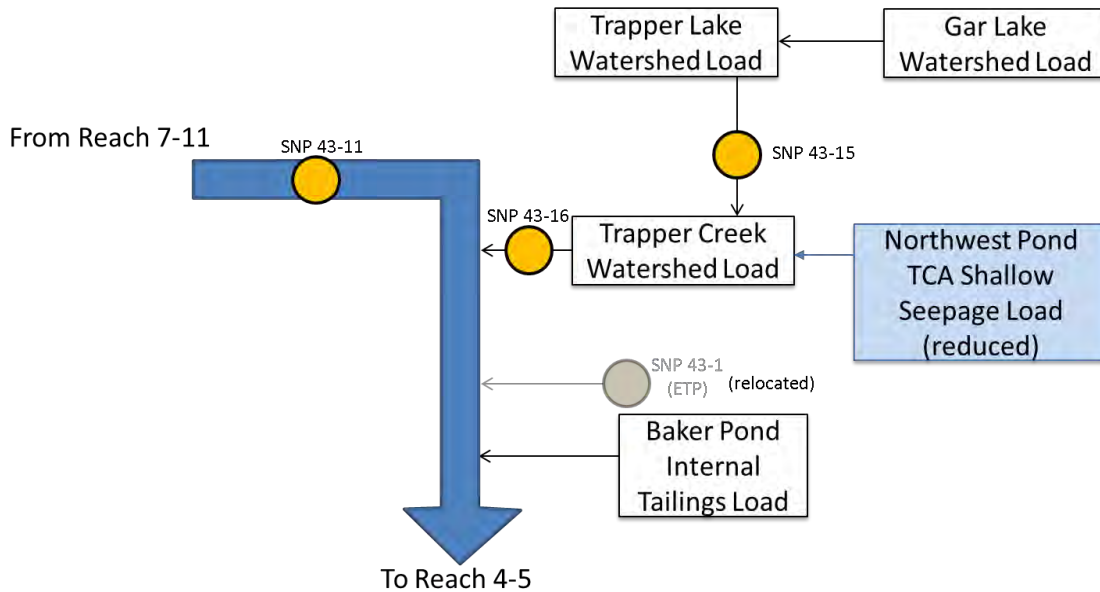 Trapper Lake
Watershed Load
Gar Lake
Watershed Load
From Reach 7-11
SNP 43-11
SNP 43-15
SNP 43-16
Trapper Creek
Watershed Load
Northwest Pond
TCA Shallow
Seepage Load
(reduced)
SNP 43-1
(ETP)
(relocated)
Baker Pond
Internal
Tailings Load
To Reach 4-5